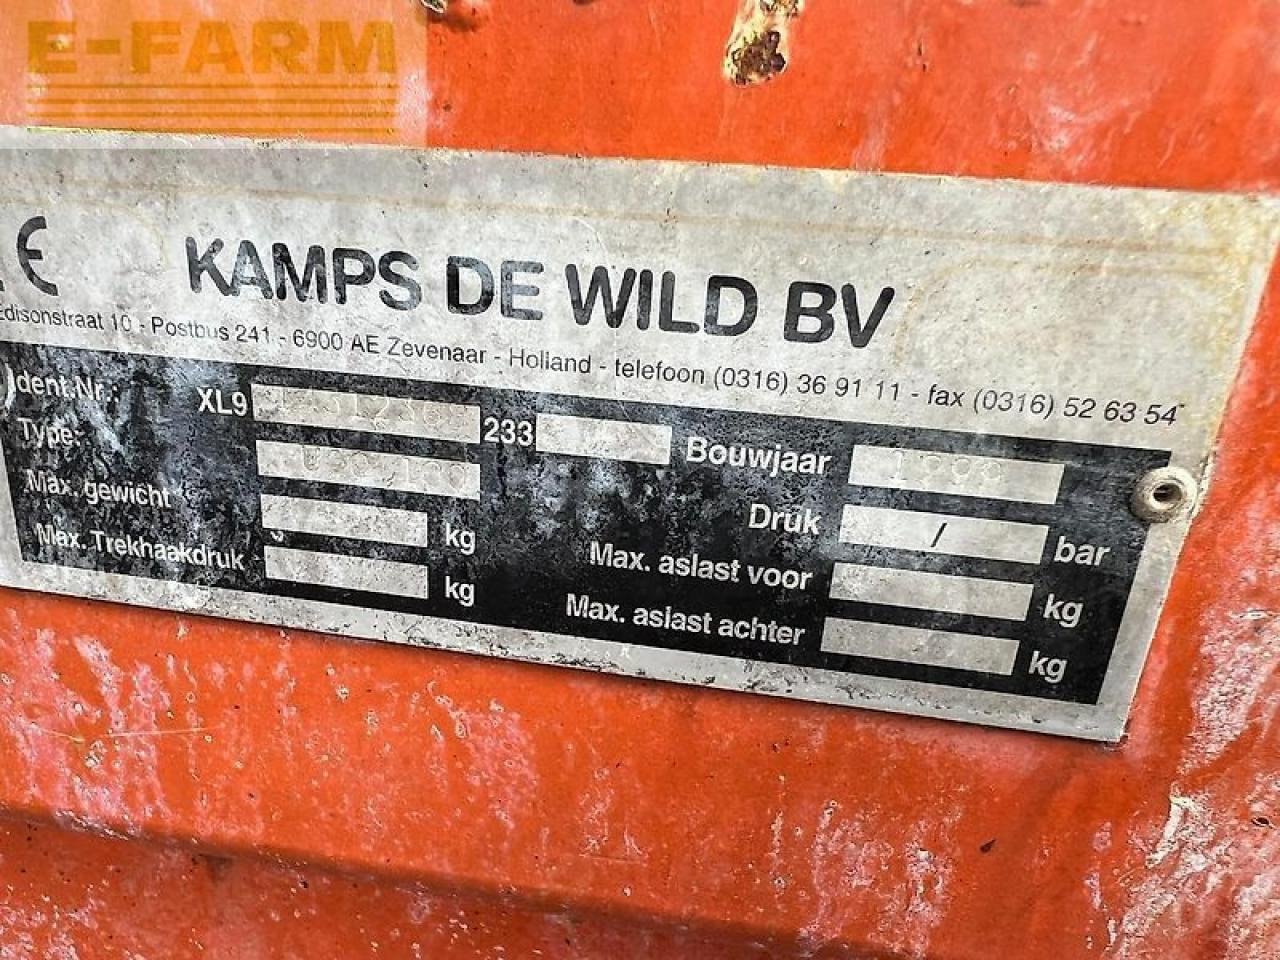 E-FARM
CE
KAMPS DE WILD BV
Edisonstraat 10 - Postbus 241 - 6900 AE Zevenaar - Holland - telefoon (0316) 36 91 11 - fax (0316) 52 63 54
Ident.Nr.: XL9 233 Bouwjaar 1998
Type: Druk / bar
Max. gewicht kg Max. aslast voor kg
Max. Trekhaakdruk kg Max. aslast achter kg